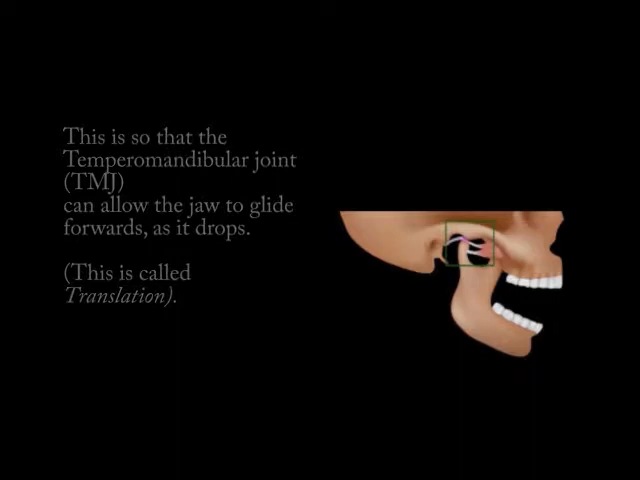 This is so that the
Temperomandibular joint
(TMJ)
can allow the jaw to glide
forwards, as it drops.
(This is called
Translation).